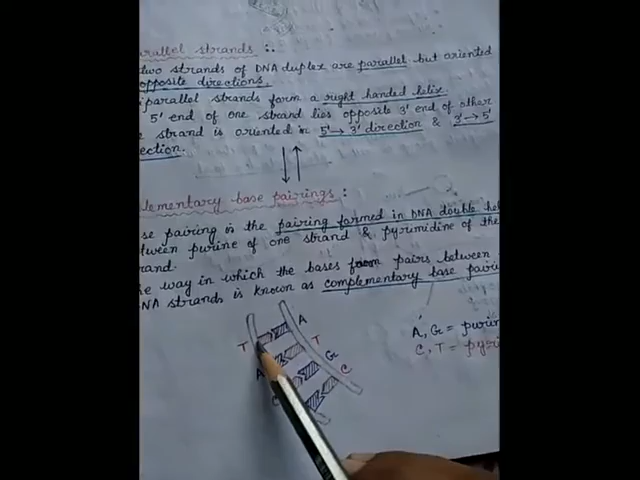 rallel strands :.
two strands of DNA duplex are parallel but oriented
opposite directions.
parallel strands form a right handed helix
5' end of one strand lies opposite 3' end of other
strand is oriented in 5' → 3' direction & 3' → 5'
ection.
lementary base pairings :
se pairing is the pairing formed in DNA double he
tween purine of one strand & pyrimidine of the
rand.
he way in which the bases form pairs between
NA strands is known as complementary base pairi
A
T T
A G
C C
A, G = purin
C, T = pyri